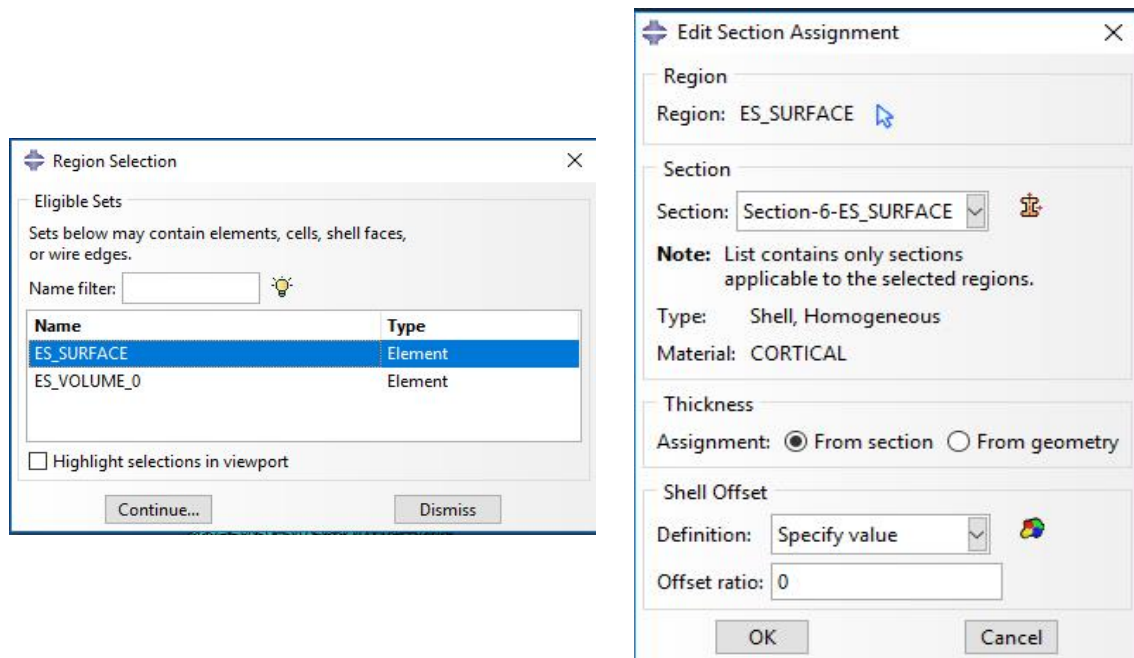 Region Selection
Eligible Sets
Sets below may contain elements, cells, shell faces,
or wire edges.
Name filter:
Name Type
ES_SURFACE Element
ES_VOLUME_0 Element
Highlight selections in viewport
Continue... Dismiss
Edit Section Assignment
Region
Region: ES_SURFACE
Section
Section: Section-6-ES_SURFACE
Note: List contains only sections
applicable to the selected regions.
Type: Shell, Homogeneous
Material: CORTICAL
Thickness
Assignment: From section From geometry
Shell Offset
Definition: Specify value
Offset ratio: 0
OK Cancel